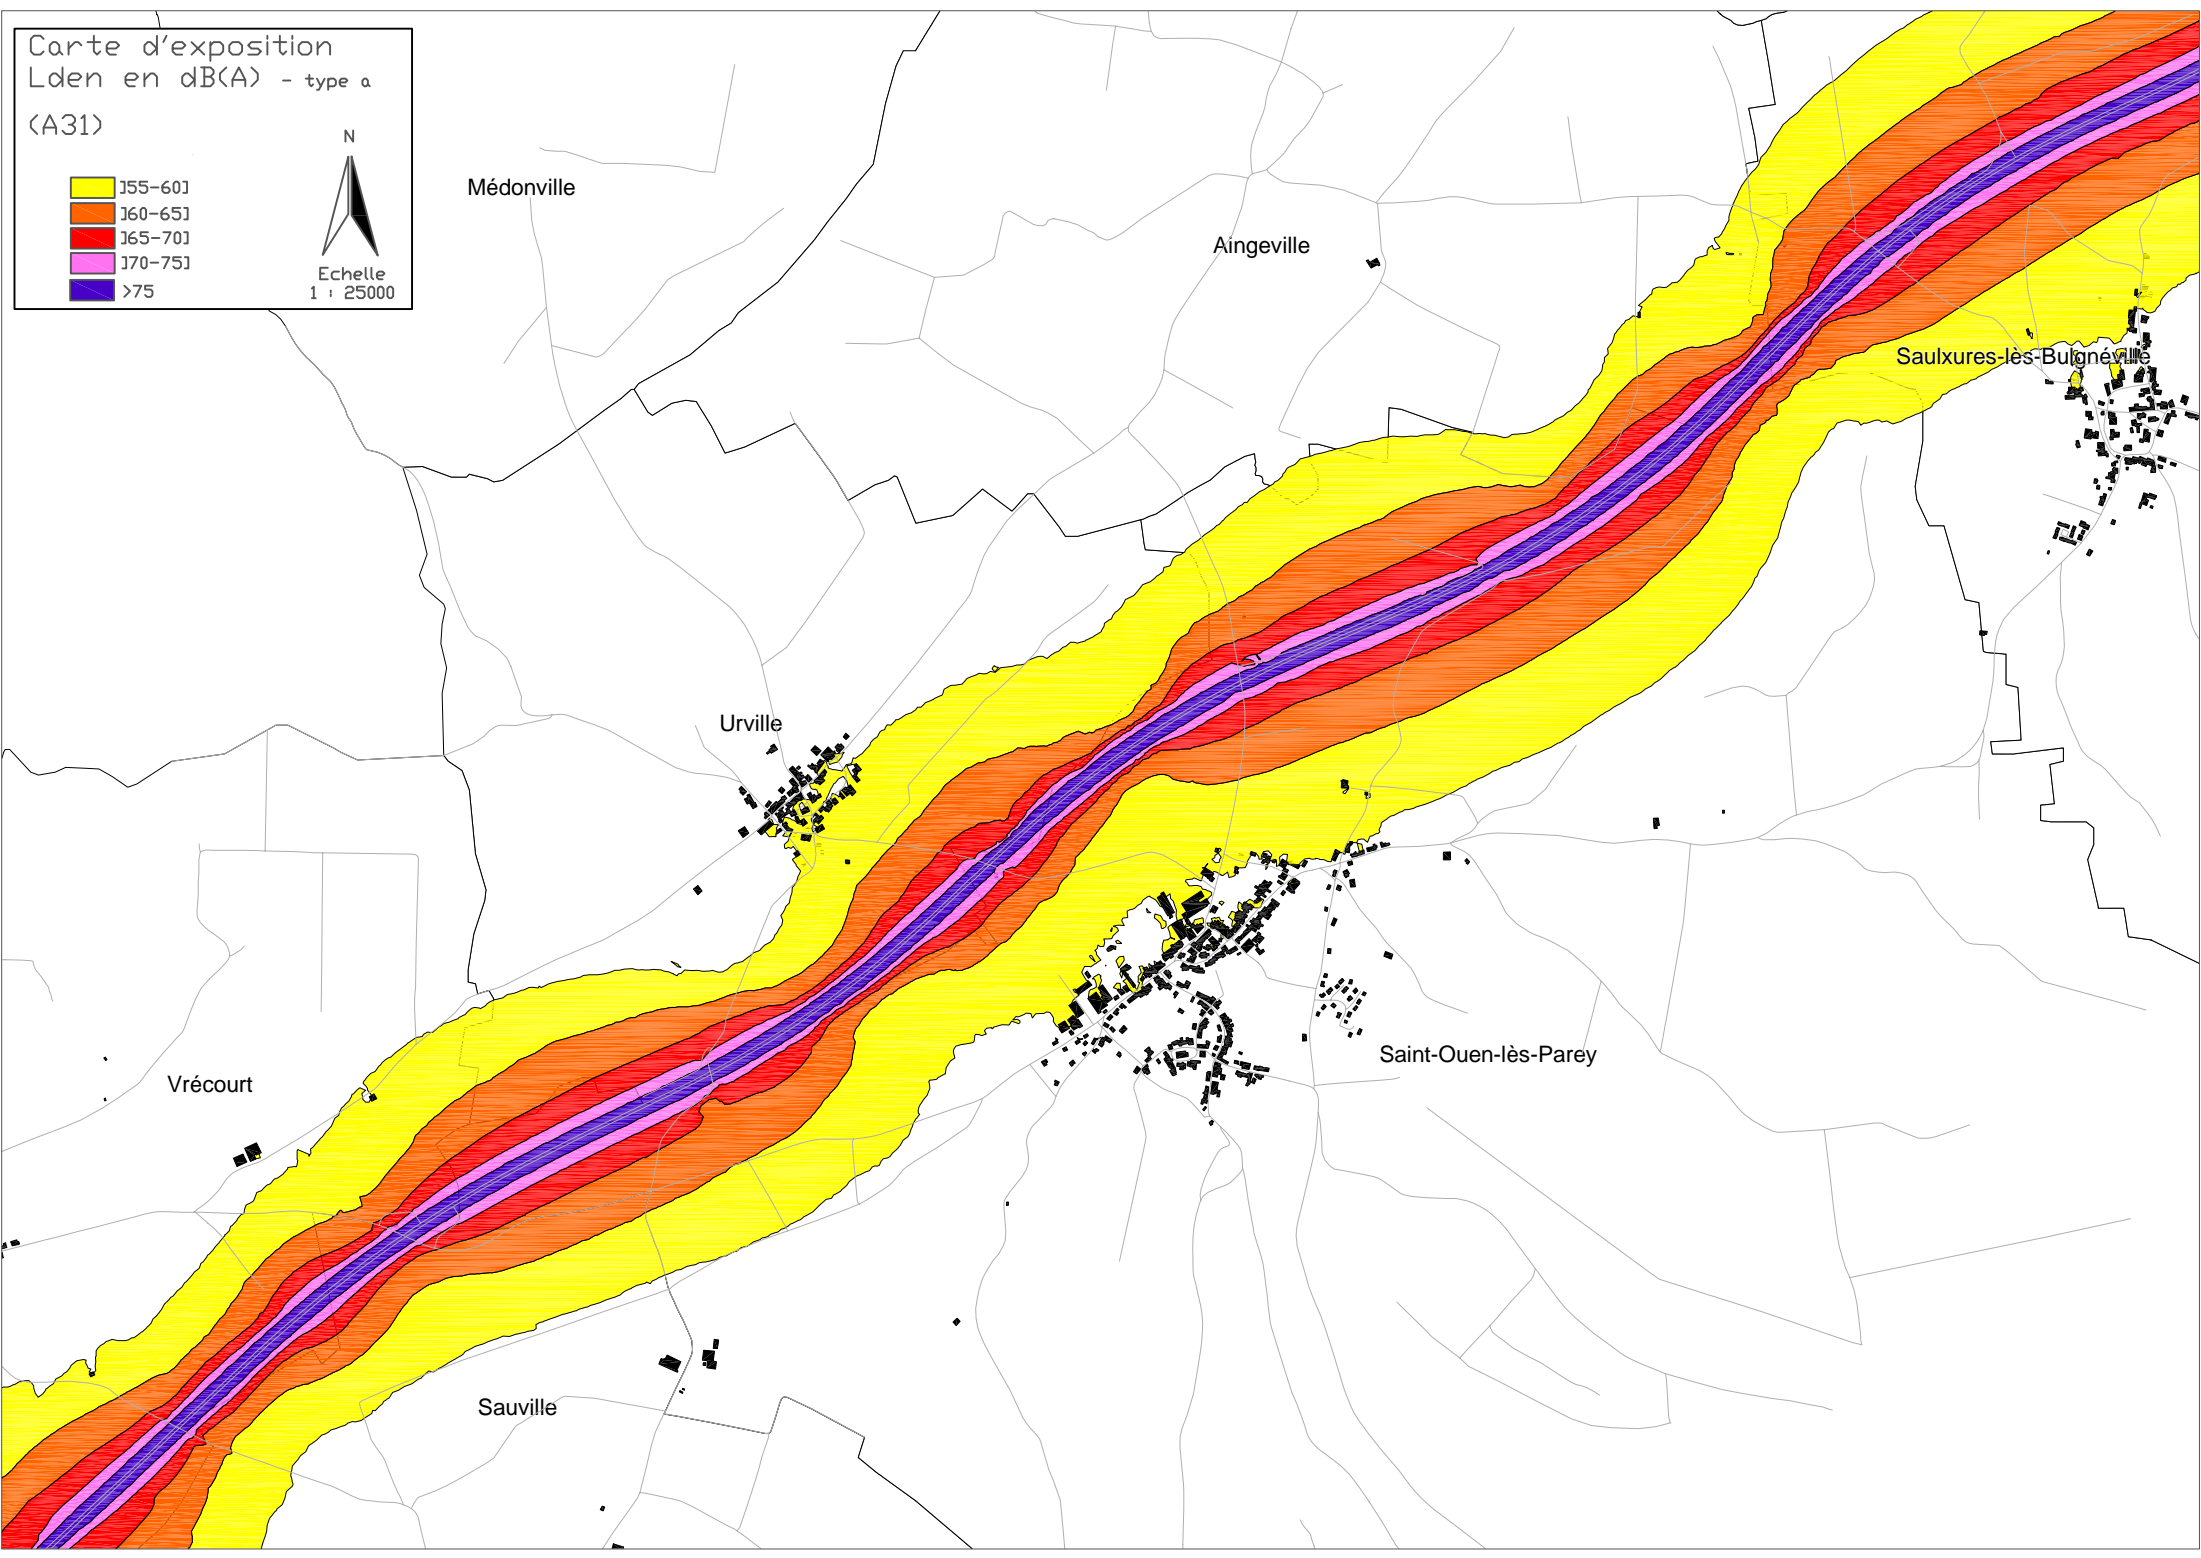 Carte d'exposition
Lden en dB(A) - type a
(A31)
N
]55-60]
]60-65]
]65-70]
]70-75]
>75
Echelle
1 : 25000
Médonville
Aingeville
Saulxures-lès-Bulgnéville
Urville
Vrécourt
Saint-Ouen-lès-Parey
Sauville